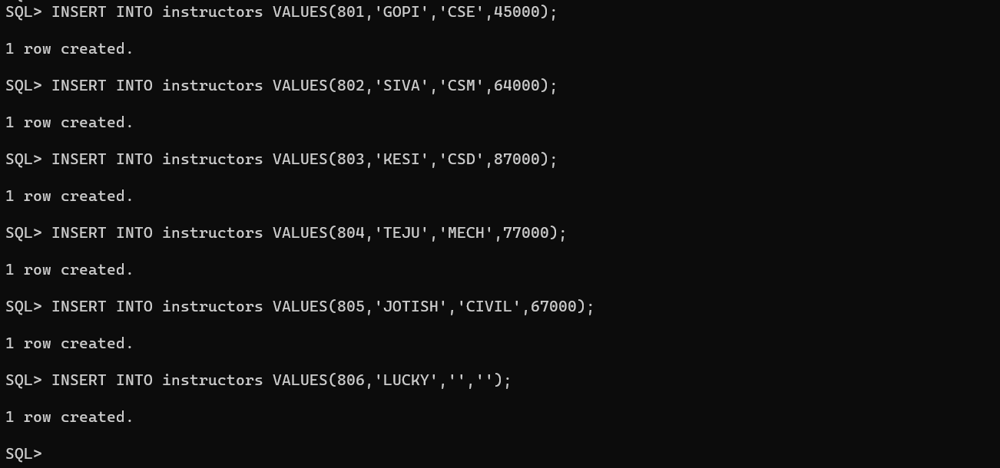 SQL> INSERT INTO instructors VALUES(801,'GOPI','CSE',45000);
1 row created.
SQL> INSERT INTO instructors VALUES(802,'SIVA','CSM',64000);
1 row created.
SQL> INSERT INTO instructors VALUES(803,'KESI','CSD',87000);
1 row created.
SQL> INSERT INTO instructors VALUES(804,'TEJU','MECH',77000);
1 row created.
SQL> INSERT INTO instructors VALUES(805,'JOTISH','CIVIL',67000);
1 row created.
SQL> INSERT INTO instructors VALUES(806,'LUCKY','','');
1 row created.
SQL>